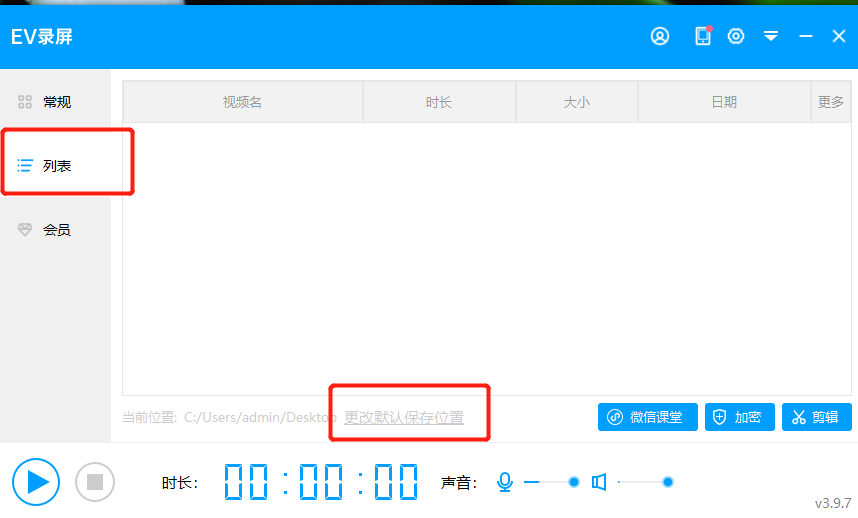 EV录屏
常规
列表
会员
视频名 时长 大小 日期 更多
当前位置: C:/Users/admin/Desktop 更改默认保存位置 微信课堂 加密 剪辑
时长: 00:00:00 声音:
v3.9.7